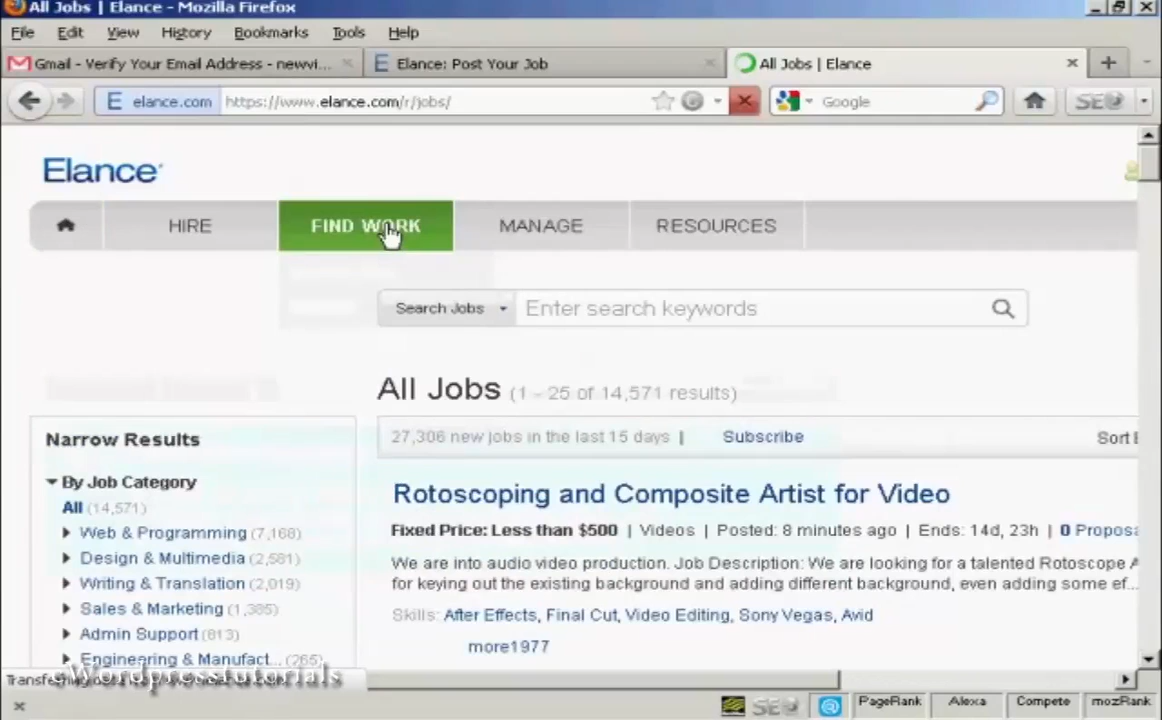 All Jobs | Elance - Mozilla Firefox
File Edit View History Bookmarks Tools Help
Gmail - Verify Your Email Address - newvi...
Elance: Post Your Job
All Jobs | Elance
elance.com https://www.elance.com/r/jobs/
Google
SE
Elance
HIRE FIND WORK MANAGE RESOURCES
Search Jobs Enter search keywords
All Jobs (1 - 25 of 14,571 results)
Narrow Results
27,306 new jobs in the last 15 days | Subscribe Sort
By Job Category
All (14,571)
Web & Programming (7,168)
Design & Multimedia (2,581)
Writing & Translation (2,019)
Sales & Marketing (1,385)
Admin Support (813)
Engineering & Manufact... (265)
Rotoscoping and Composite Artist for Video
Fixed Price: Less than $500 | Videos | Posted: 8 minutes ago | Ends: 14d, 23h | 0 Proposa
We are into audio video production. Job Description: We are looking for a talented Rotoscope A
for keying out the existing background and adding different background, even adding some ef...
Skills: After Effects, Final Cut, Video Editing, Sony Vegas, Avid
more1977
Wordpresstutorials
SE PageRank Alexa Compete mozRank